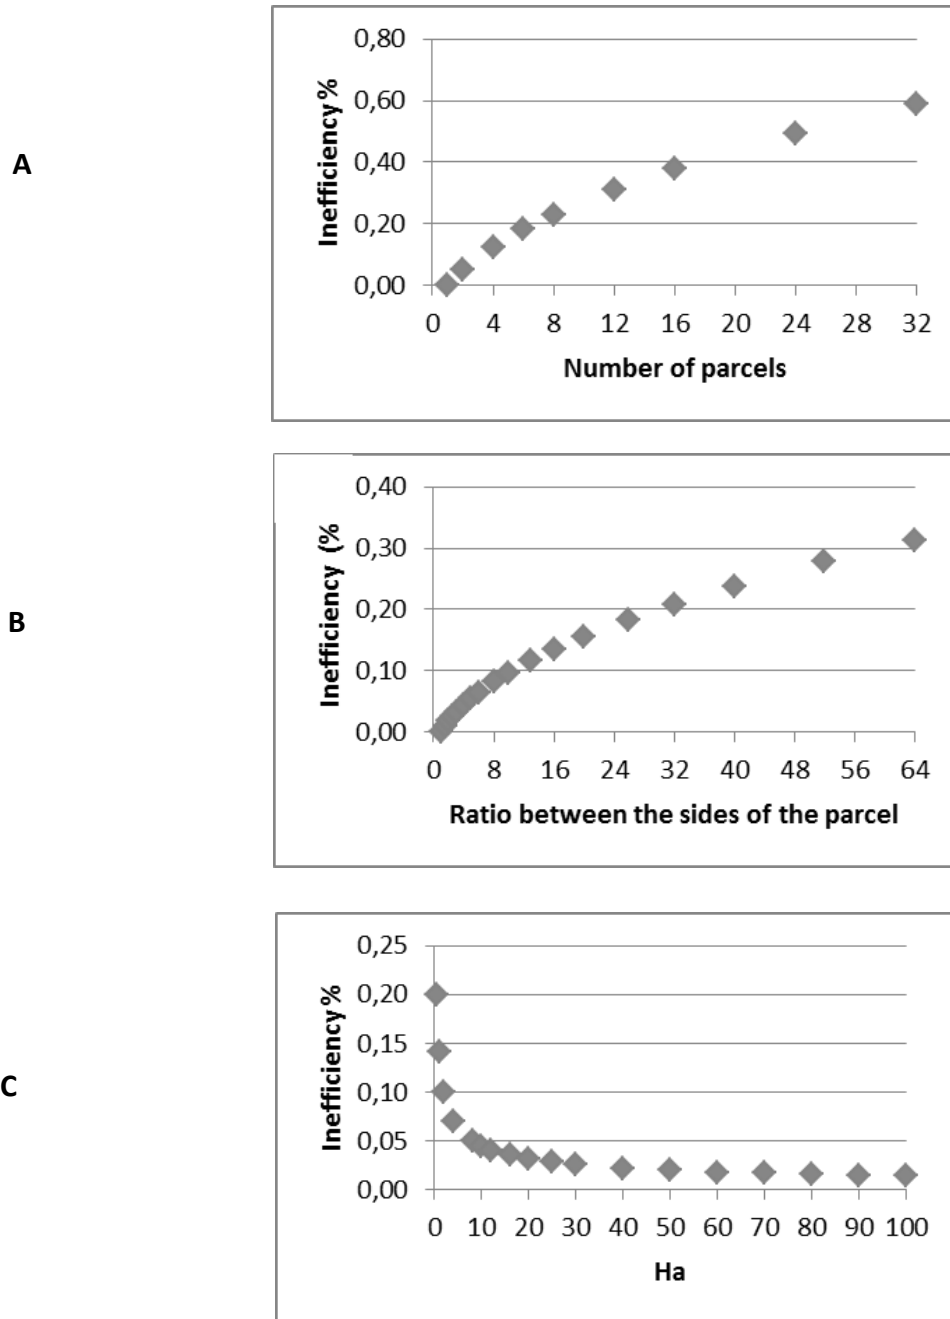 A
Inefficiency%
0,80
0,60
0,40
0,20
0,00
0 4 8 12 16 20 24 28 32
Number of parcels
B
Inefficiency (%
0,40
0,30
0,20
0,10
0,00
0 8 16 24 32 40 48 56 64
Ratio between the sides of the parcel
C
Inefficiency%
0,25
0,20
0,15
0,10
0,05
0,00
0 10 20 30 40 50 60 70 80 90 100
Ha